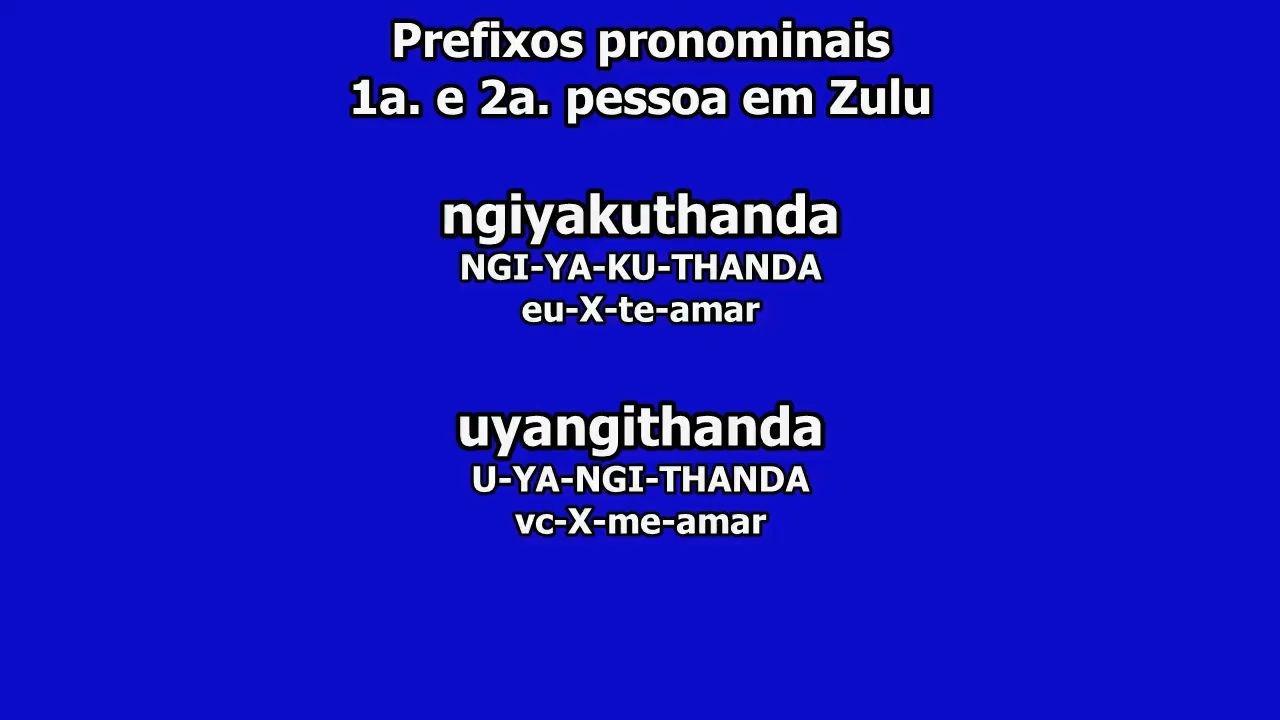 Prefixos pronominais
1a. e 2a. pessoa em Zulu
ngiyakuthanda
NGI-YA-KU-THANDA
eu-X-te-amar
uyangithanda
U-YA-NGI-THANDA
vc-X-me-amar